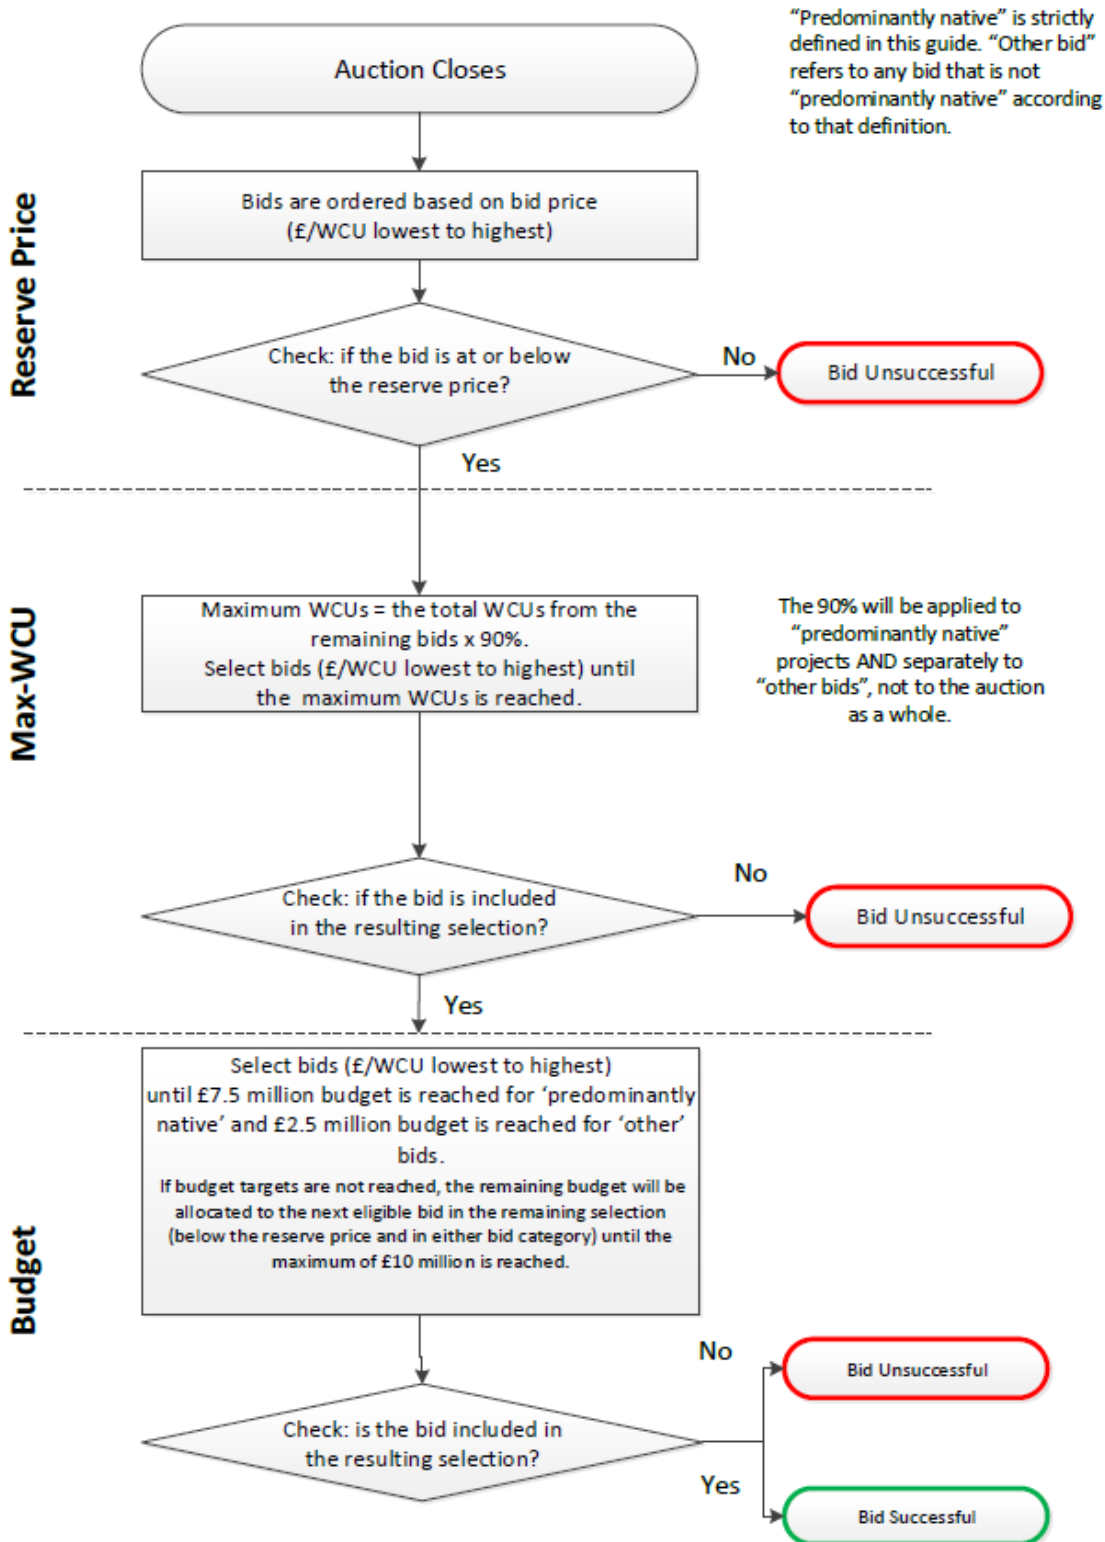 “Predominantly native” is strictly
defined in this guide. “Other bid”
refers to any bid that is not
“predominantly native” according
to that definition.
Auction Closes
Reserve Price
Bids are ordered based on bid price
(£/WCU lowest to highest)
Check: if the bid is at or below
the reserve price?
No
Bid Unsuccessful
Yes
Max-WCU
Maximum WCUs = the total WCUs from the
remaining bids x 90%.
Select bids (£/WCU lowest to highest) until
the maximum WCUs is reached.
The 90% will be applied to
“predominantly native”
projects AND separately to
“other bids”, not to the auction
as a whole.
Check: if the bid is included
in the resulting selection?
No
Bid Unsuccessful
Yes
Budget
Select bids (£/WCU lowest to highest)
until £7.5 million budget is reached for ‘predominantly
native’ and £2.5 million budget is reached for ‘other’
bids.
If budget targets are not reached, the remaining budget will be
allocated to the next eligible bid in the remaining selection
(below the reserve price and in either bid category) until the
maximum of £10 million is reached.
Check: is the bid included in
the resulting selection?
No
Bid Unsuccessful
Yes
Bid Successful